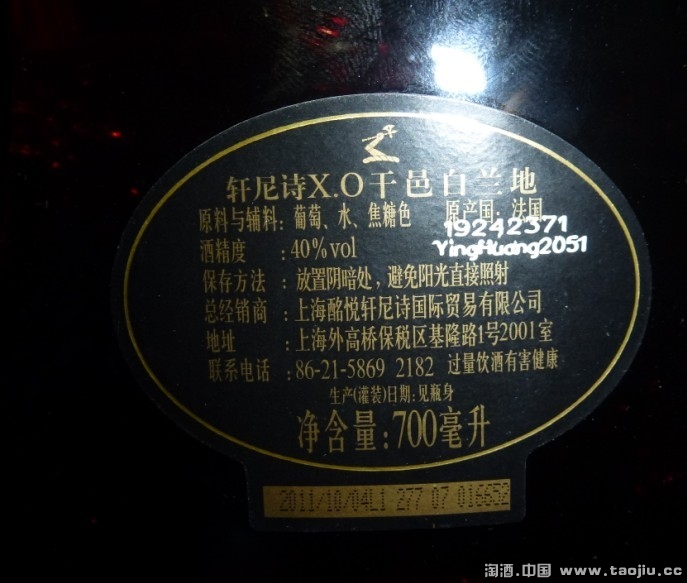 轩尼诗X.O干邑白兰地
原料与辅料: 葡萄、水、焦糖色 原产国: 法国
19242371
酒精度 : 40%vol
YingHuang2051
保存方法 : 放置阴暗处, 避免阳光直接照射
总经销商 : 上海酩悦轩尼诗国际贸易有限公司
地址 : 上海外高桥保税区基隆路1号2001室
联系电话 : 86-21-5869 2182 过量饮酒有害健康
生产(灌装)日期: 见瓶身
净含量: 700毫升
2011/10/04L1 277 07 016652
淘酒.中国 www.taojiu.cc